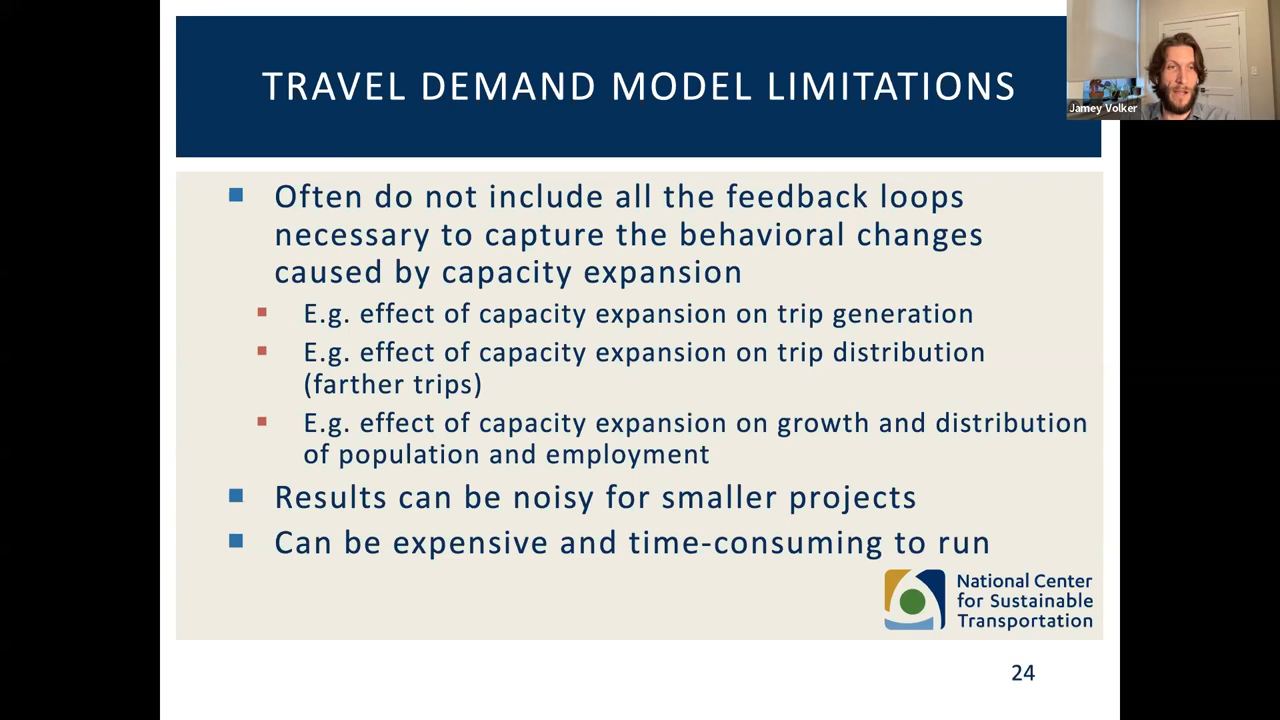 TRAVEL DEMAND MODEL LIMITATIONS
Jamey Volker
Often do not include all the feedback loops
necessary to capture the behavioral changes
caused by capacity expansion
E.g. effect of capacity expansion on trip generation
E.g. effect of capacity expansion on trip distribution
(farther trips)
E.g. effect of capacity expansion on growth and distribution
of population and employment
Results can be noisy for smaller projects
Can be expensive and time-consuming to run
National Center
for Sustainable
Transportation
24